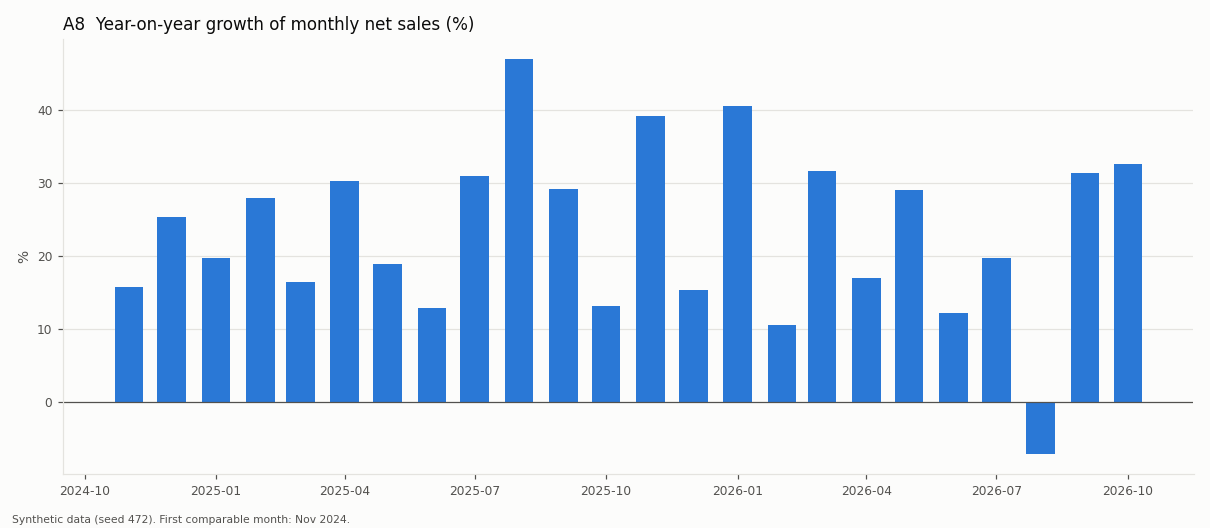 A8  Year-on-year growth of monthly net sales (%)
%
40
30
20
10
0
2024-10 2025-01 2025-04 2025-07 2025-10 2026-01 2026-04 2026-07 2026-10
Synthetic data (seed 472). First comparable month: Nov 2024.